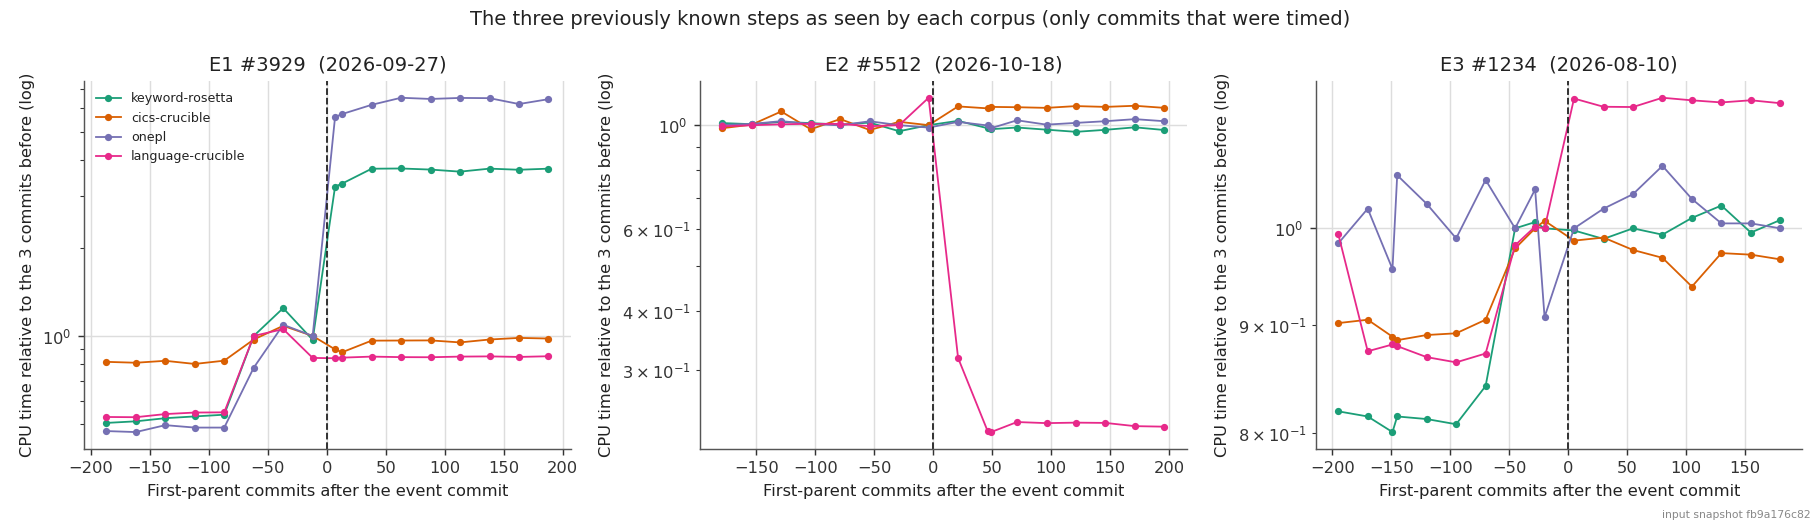 The three previously known steps as seen by each corpus (only commits that were timed)
E1 #3929  (2026-09-27)
CPU time relative to the 3 commits before (log)
keyword-rosetta
cics-crucible
onepl
language-crucible
10⁰
−200 −150 −100 −50 0 50 100 150 200
First-parent commits after the event commit
E2 #5512  (2026-10-18)
CPU time relative to the 3 commits before (log)
10⁰
6 × 10⁻¹
4 × 10⁻¹
3 × 10⁻¹
−150 −100 −50 0 50 100 150 200
First-parent commits after the event commit
E3 #1234  (2026-08-10)
CPU time relative to the 3 commits before (log)
10⁰
9 × 10⁻¹
8 × 10⁻¹
−200 −150 −100 −50 0 50 100 150
First-parent commits after the event commit
input snapshot fb9a176c82